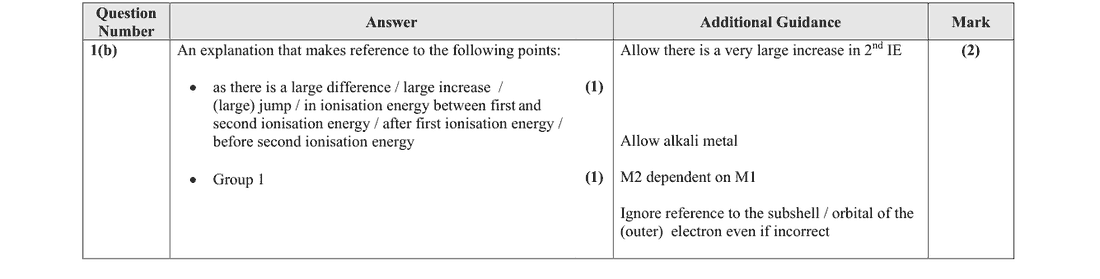 Question Number
Answer
Additional Guidance
Mark
1(b)
An explanation that makes reference to the following points:
• as there is a large difference / large increase / (1)
(large) jump / in ionisation energy between first and
second ionisation energy / after first ionisation energy /
before second ionisation energy
• Group 1 (1)
Allow there is a very large increase in 2nd IE
Allow alkali metal
M2 dependent on M1
Ignore reference to the subshell / orbital of the
(outer) electron even if incorrect
(2)